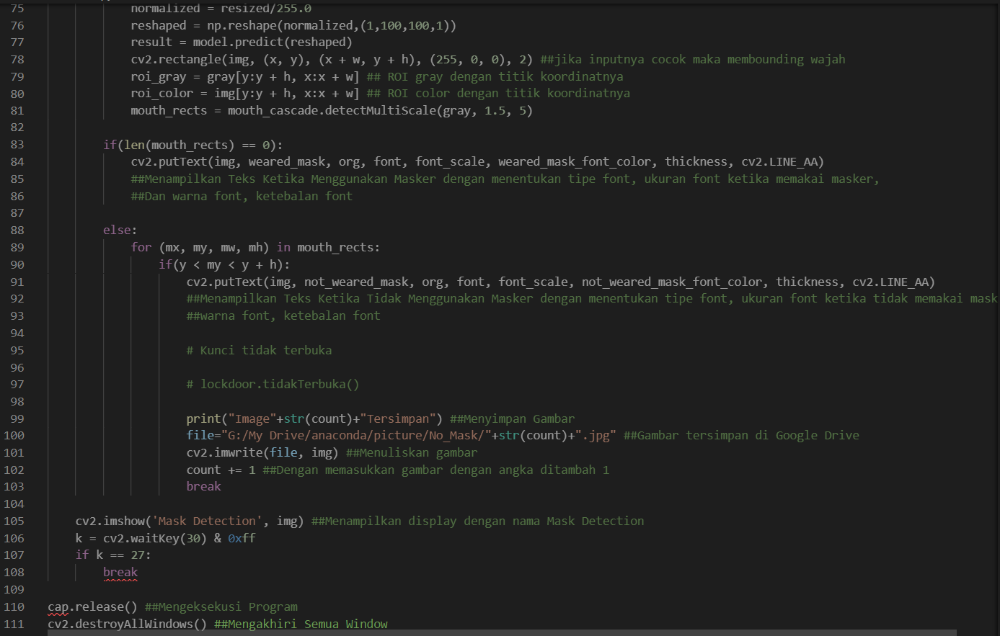 75 normalized = resized/255.0
76 reshaped = np.reshape(normalized,(1,100,100,1))
77 result = model.predict(reshaped)
78 cv2.rectangle(img, (x, y), (x + w, y + h), (255, 0, 0), 2) ##jika inputnya cocok maka membounding wajah
79 roi_gray = gray[y:y + h, x:x + w] ## ROI gray dengan titik koordinatnya
80 roi_color = img[y:y + h, x:x + w] ## ROI color dengan titik koordinatnya
81 mouth_rects = mouth_cascade.detectMultiScale(gray, 1.5, 5)
82
83 if(len(mouth_rects) == 0):
84 cv2.putText(img, weared_mask, org, font, font_scale, weared_mask_font_color, thickness, cv2.LINE_AA)
85 ##Menampilkan Teks Ketika Menggunakan Masker dengan menentukan tipe font, ukuran font ketika memakai masker,
86 ##Dan warna font, ketebalan font
87
88 else:
89 for (mx, my, mw, mh) in mouth_rects:
90 if(y < my < y + h):
91 cv2.putText(img, not_weared_mask, org, font, font_scale, not_weared_mask_font_color, thickness, cv2.LINE_AA)
92 ##Menampilkan Teks Ketika Tidak Menggunakan Masker dengan menentukan tipe font, ukuran font ketika tidak memakai mask
93 ##warna font, ketebalan font
94
95 # Kunci tidak terbuka
96
97 # lockdoor.tidakTerbuka()
98
99 print("Image"+str(count)+"Tersimpan") ##Menyimpan Gambar
100 file="G:/My Drive/anaconda/picture/No_Mask/"+str(count)+".jpg" ##Gambar tersimpan di Google Drive
101 cv2.imwrite(file, img) ##Menuliskan gambar
102 count += 1 ##Dengan memasukkan gambar dengan angka ditambah 1
103 break
104
105 cv2.imshow('Mask Detection', img) ##Menampilkan display dengan nama Mask Detection
106 k = cv2.waitKey(30) & 0xff
107 if k == 27:
108 break
109
110 cap.release() ##Mengeksekusi Program
111 cv2.destroyAllWindows() ##Mengakhiri Semua Window